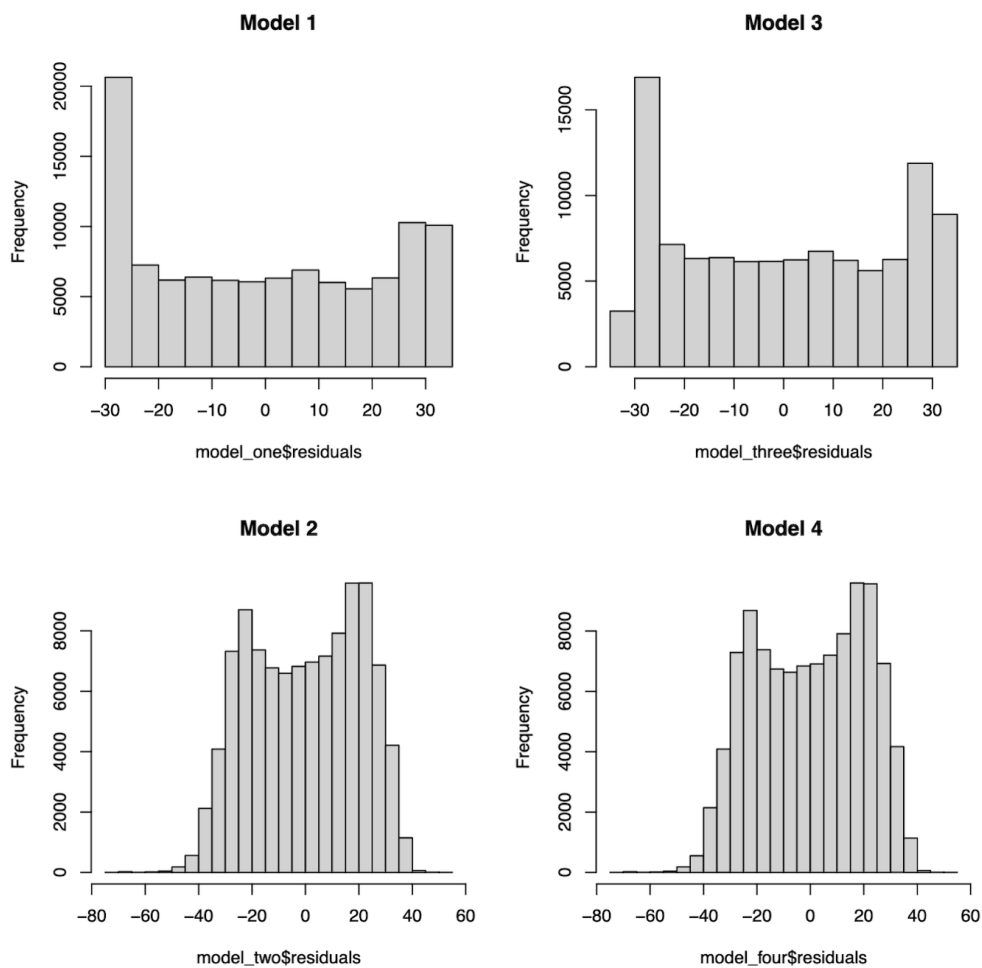 Model 1
Frequency
20000
15000
10000
5000
0
−30 −20 −10 0 10 20 30
model_one$residuals
Model 3
Frequency
15000
10000
5000
0
−30 −20 −10 0 10 20 30
model_three$residuals
Model 2
Frequency
8000
6000
4000
2000
0
−80 −60 −40 −20 0 20 40 60
model_two$residuals
Model 4
Frequency
8000
6000
4000
2000
0
−80 −60 −40 −20 0 20 40 60
model_four$residuals